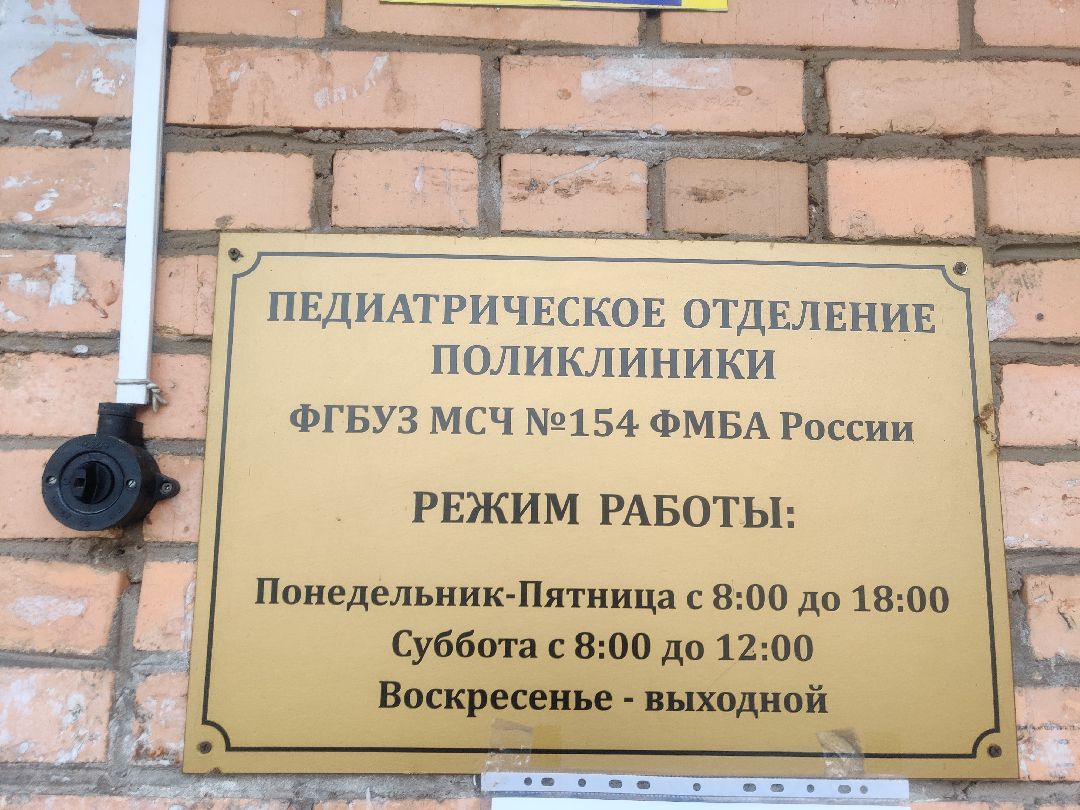 ПЕДИАТРИЧЕСКОЕ ОТДЕЛЕНИЕ
ПОЛИКЛИНИКИ
ФГБУЗ МСЧ №154 ФМБА России
РЕЖИМ РАБОТЫ:
Понедельник-Пятница с 8:00 до 18:00
Суббота с 8:00 до 12:00
Воскресенье - выходной